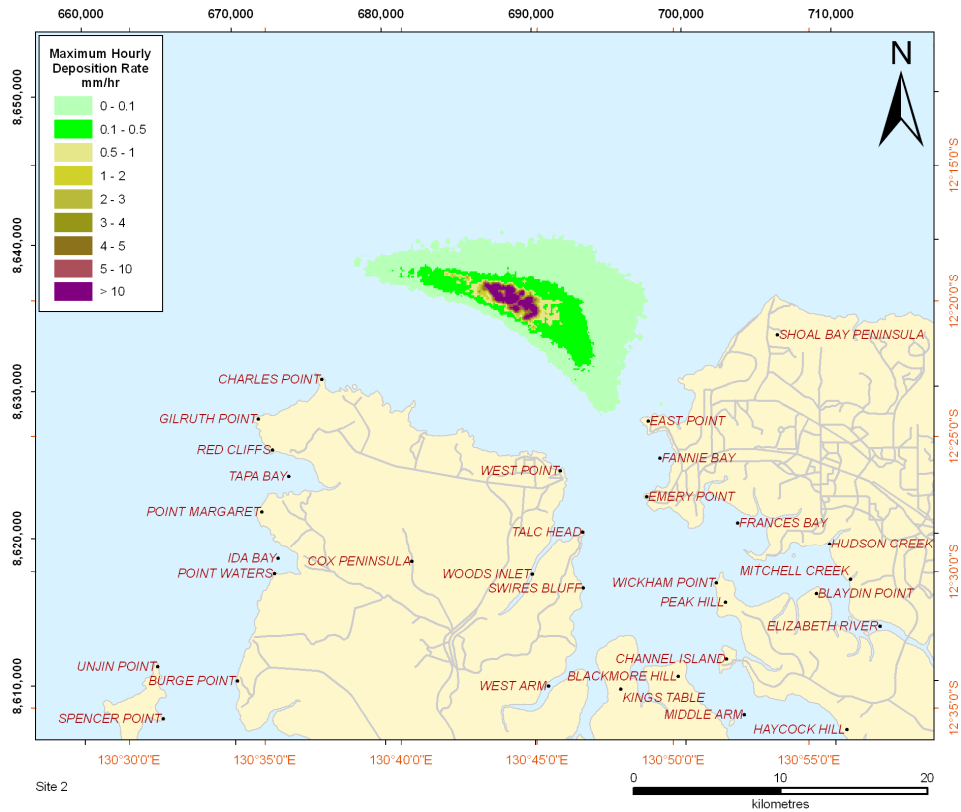 660,000 670,000 680,000 690,000 700,000 710,000
Maximum Hourly
Deposition Rate
mm/hr
0 - 0.1
0.1 - 0.5
0.5 - 1
1 - 2
2 - 3
3 - 4
4 - 5
5 - 10
> 10
N
8,650,000
8,640,000
8,630,000
8,620,000
8,610,000
12°15'0"S
12°20'0"S
12°25'0"S
12°30'0"S
12°35'0"S
SHOAL BAY PENINSULA
CHARLES POINT
GILRUTH POINT
EAST POINT
RED CLIFFS
FANNIE BAY
TAPA BAY
WEST POINT
EMERY POINT
POINT MARGARET
FRANCES BAY
TALC HEAD
HUDSON CREEK
IDA BAY
COX PENINSULA
MITCHELL CREEK
POINT WATERS
WOODS INLET
WICKHAM POINT
SWIRES BLUFF
BLAYDIN POINT
PEAK HILL
ELIZABETH RIVER
CHANNEL ISLAND
UNJIN POINT
BLACKMORE HILL
BURGE POINT
WEST ARM
KINGS TABLE
SPENCER POINT
MIDDLE ARM
HAYCOCK HILL
130°30'0"E 130°35'0"E 130°40'0"E 130°45'0"E 130°50'0"E 130°55'0"E
Site 2
0 10 20
kilometres